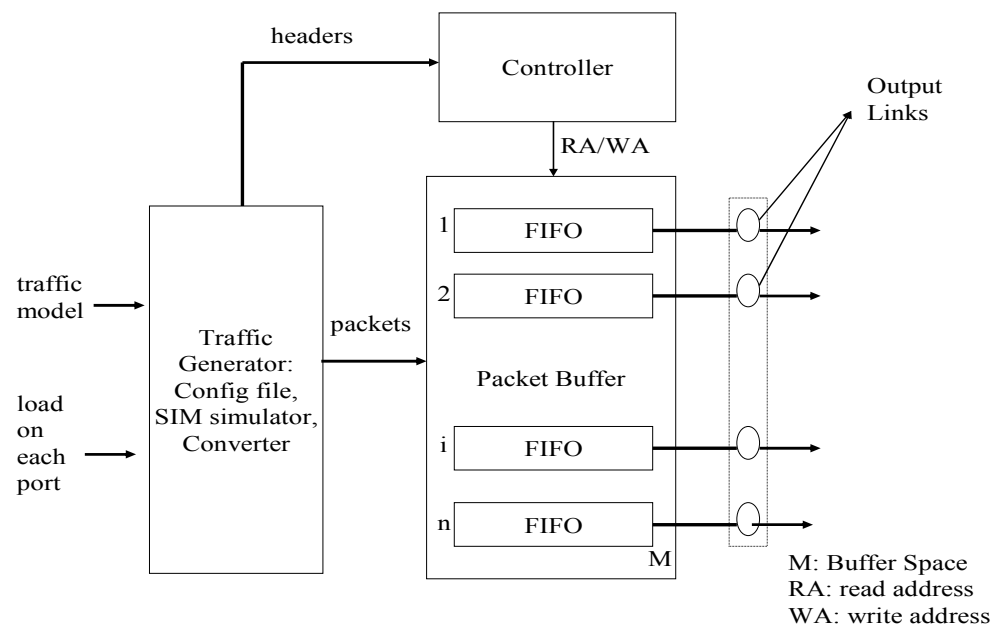 headers
Controller
Output
Links
RA/WA
1
FIFO
2
FIFO
traffic
model
packets
Traffic
Generator:
Config file,
SIM simulator,
Converter
Packet Buffer
load
on
each
port
i
FIFO
n
FIFO
M
M: Buffer Space
RA: read address
WA: write address